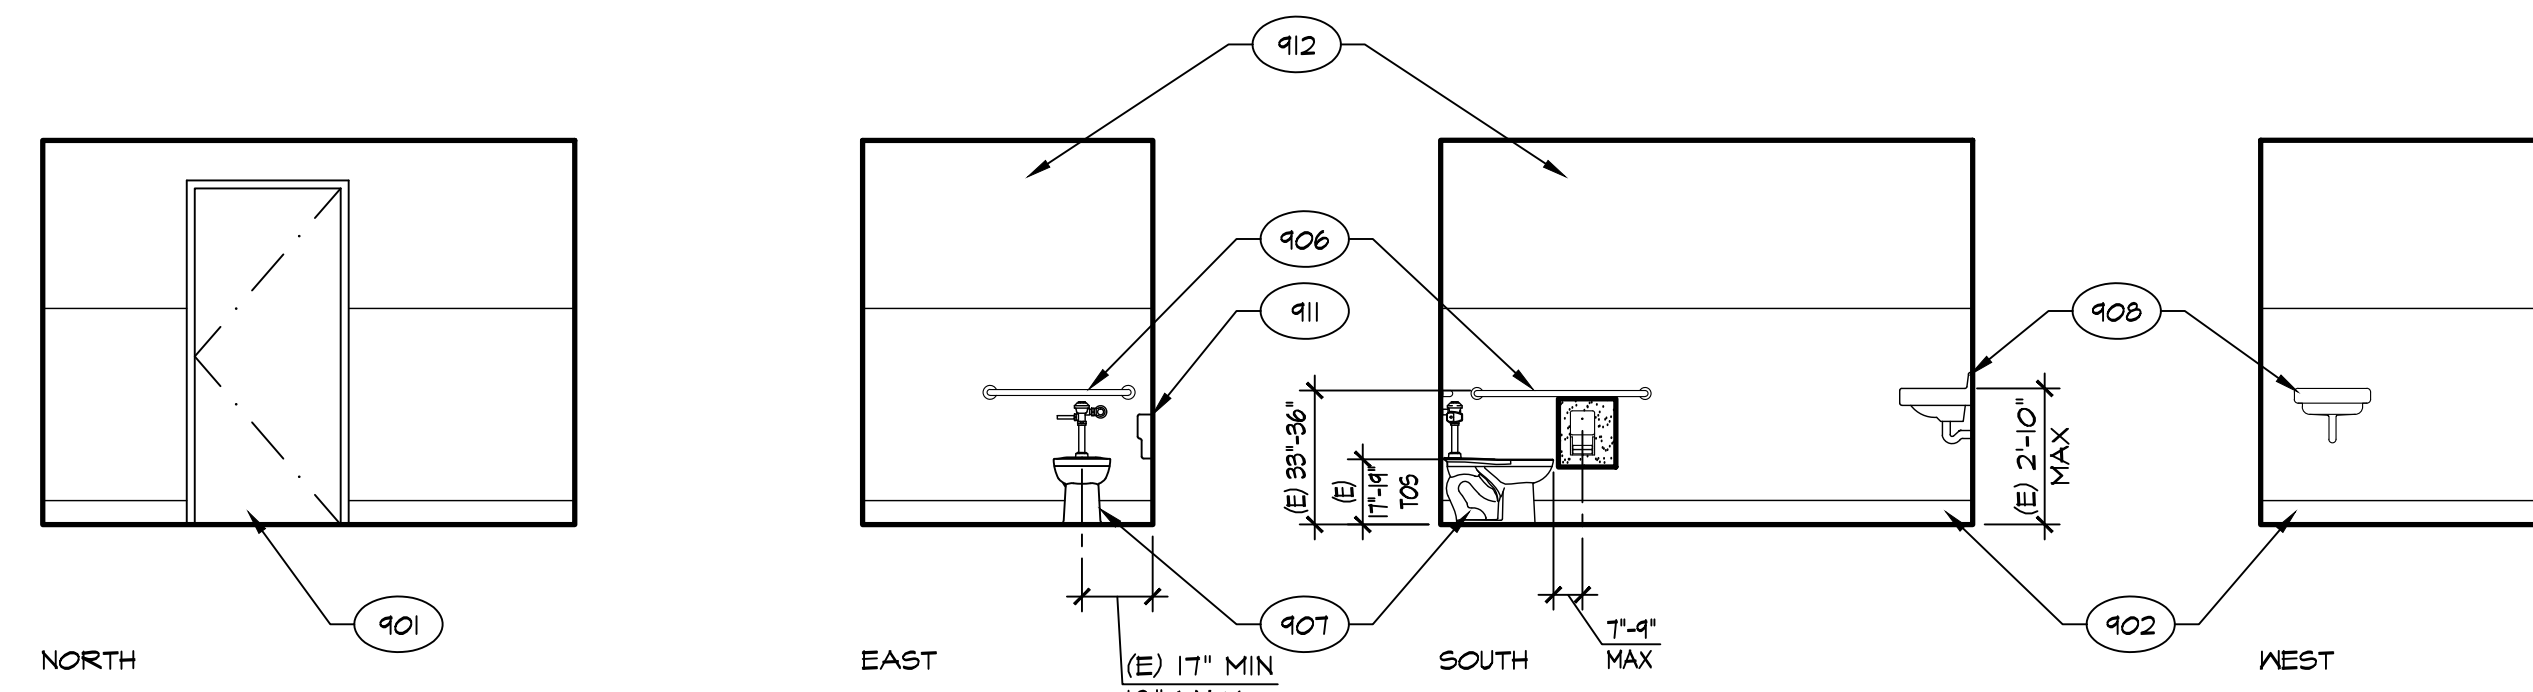 912
906
911
908
(E) 33"-36"
(E)
17"-19"
TOS
(E) 2'-10"
MAX
901
907
902
7"-9"
MAX
NORTH
EAST
(E) 17" MIN
SOUTH
WEST